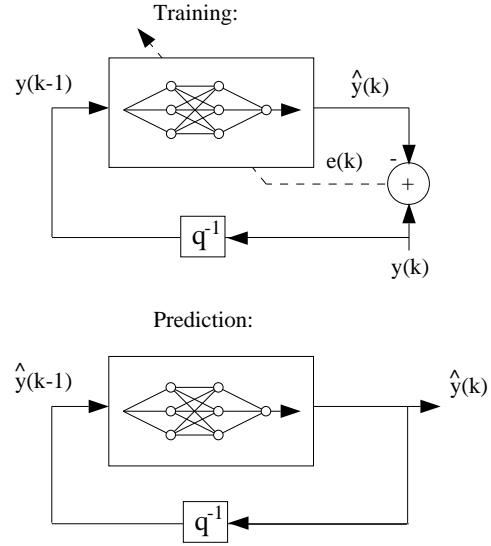 Training:
y(k-1)
ŷ(k)
-
e(k)
+
q⁻¹
y(k)
Prediction:
ŷ(k-1)
ŷ(k)
q⁻¹